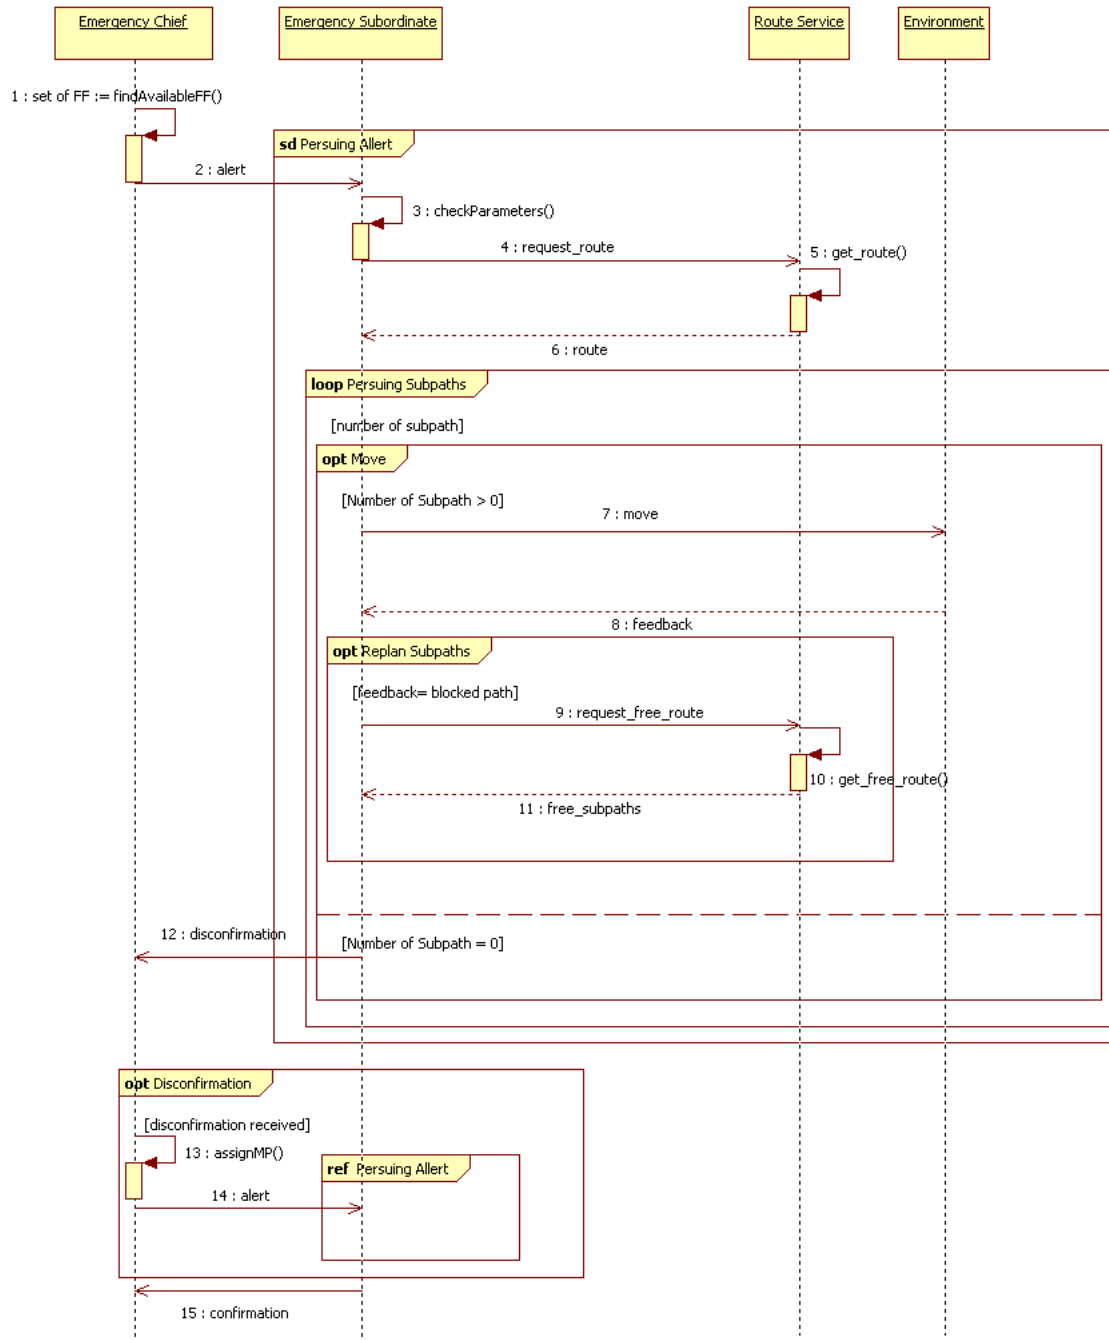 Emergency Chief
Emergency Subordinate
Route Service
Environment
1 : set of FF := findAvailableFF()
sd Persuing Allert
2 : alert
3 : checkParameters()
4 : request_route
5 : get_route()
6 : route
loop Persuing Subpaths
[number of subpath]
opt Move
[Number of Subpath > 0]
7 : move
8 : feedback
opt Replan Subpaths
[feedback= blocked path]
9 : request_free_route
10 : get_free_route()
11 : free_subpaths
12 : disconfirmation
[Number of Subpath = 0]
opt Disconfirmation
[disconfirmation received]
13 : assignMP()
ref Persuing Allert
14 : alert
15 : confirmation